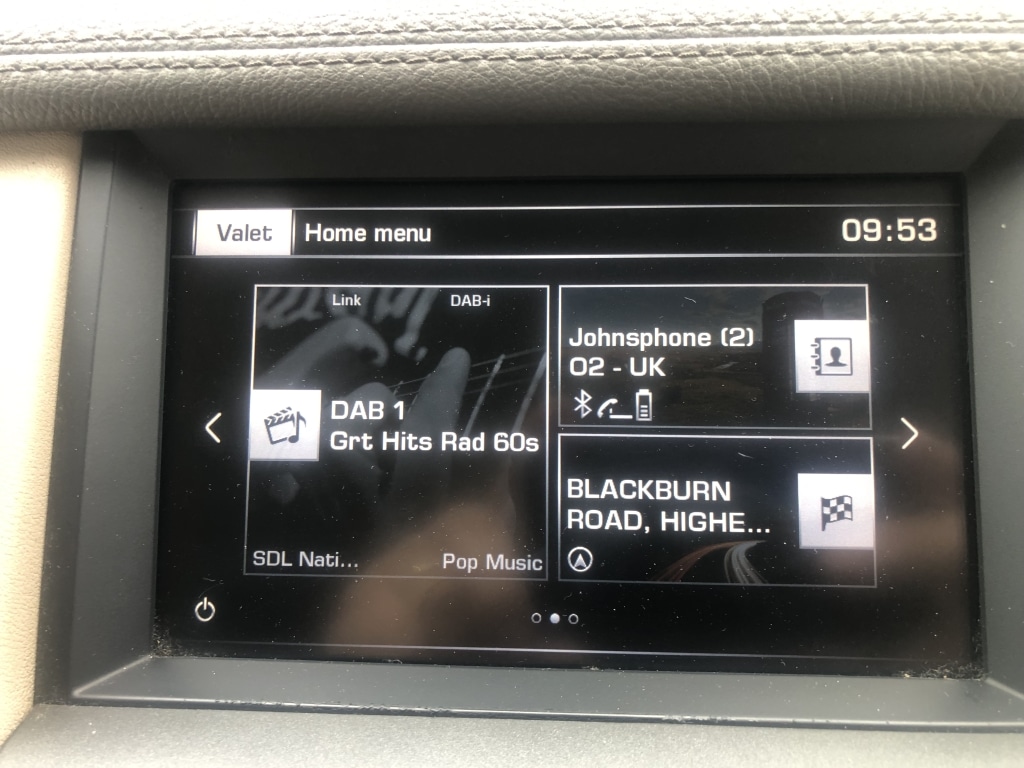 Valet
Home menu
09:53
Link
DAB-i
DAB 1
Grt Hits Rad 60s
SDL Nati...
Pop Music
Johnsphone (2)
O2 - UK
BLACKBURN
ROAD, HIGHE...